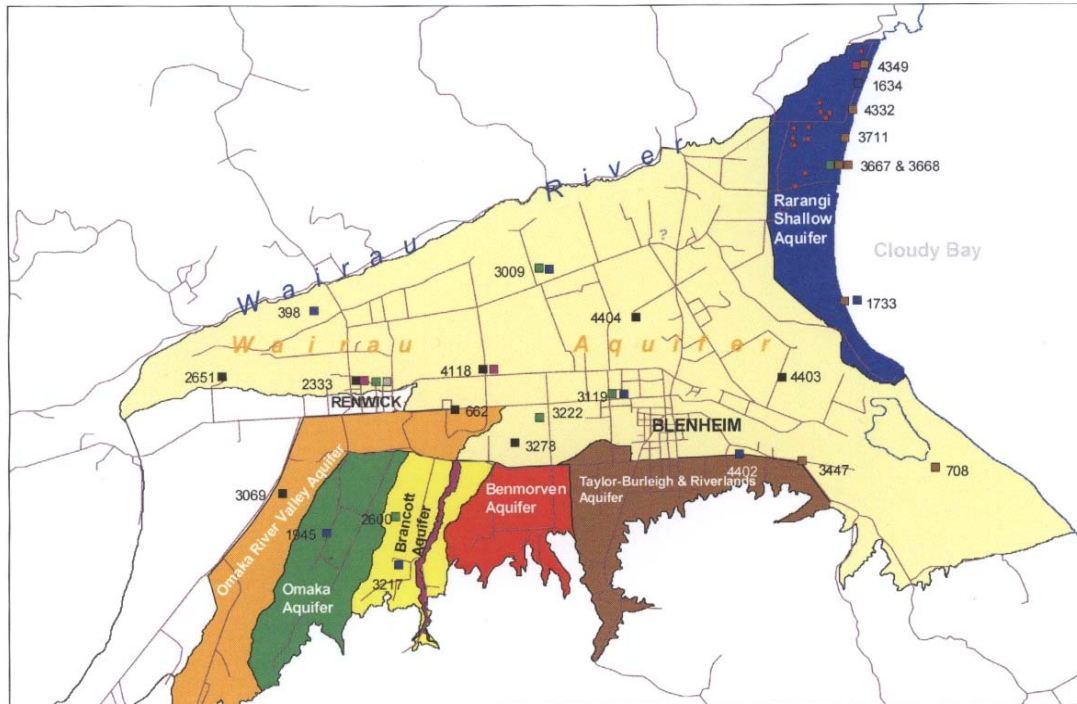 4349
1634
4332
3711
3667 & 3668
Rarangi
Shallow
Aquifer
Cloudy Bay
Wairau River
?
3009
398
1733
4404
Wairau Aquifer
2651
2333
4118
4403
RENWICK
3119
662
3222
BLENHEIM
3278
4402
3447
708
Taylor-Burleigh & Riverlands
Aquifer
Benmorven
Aquifer
3069
Omaka River Valley Aquifer
1945
2600
Brancott
Aquifer
3217
Omaka
Aquifer